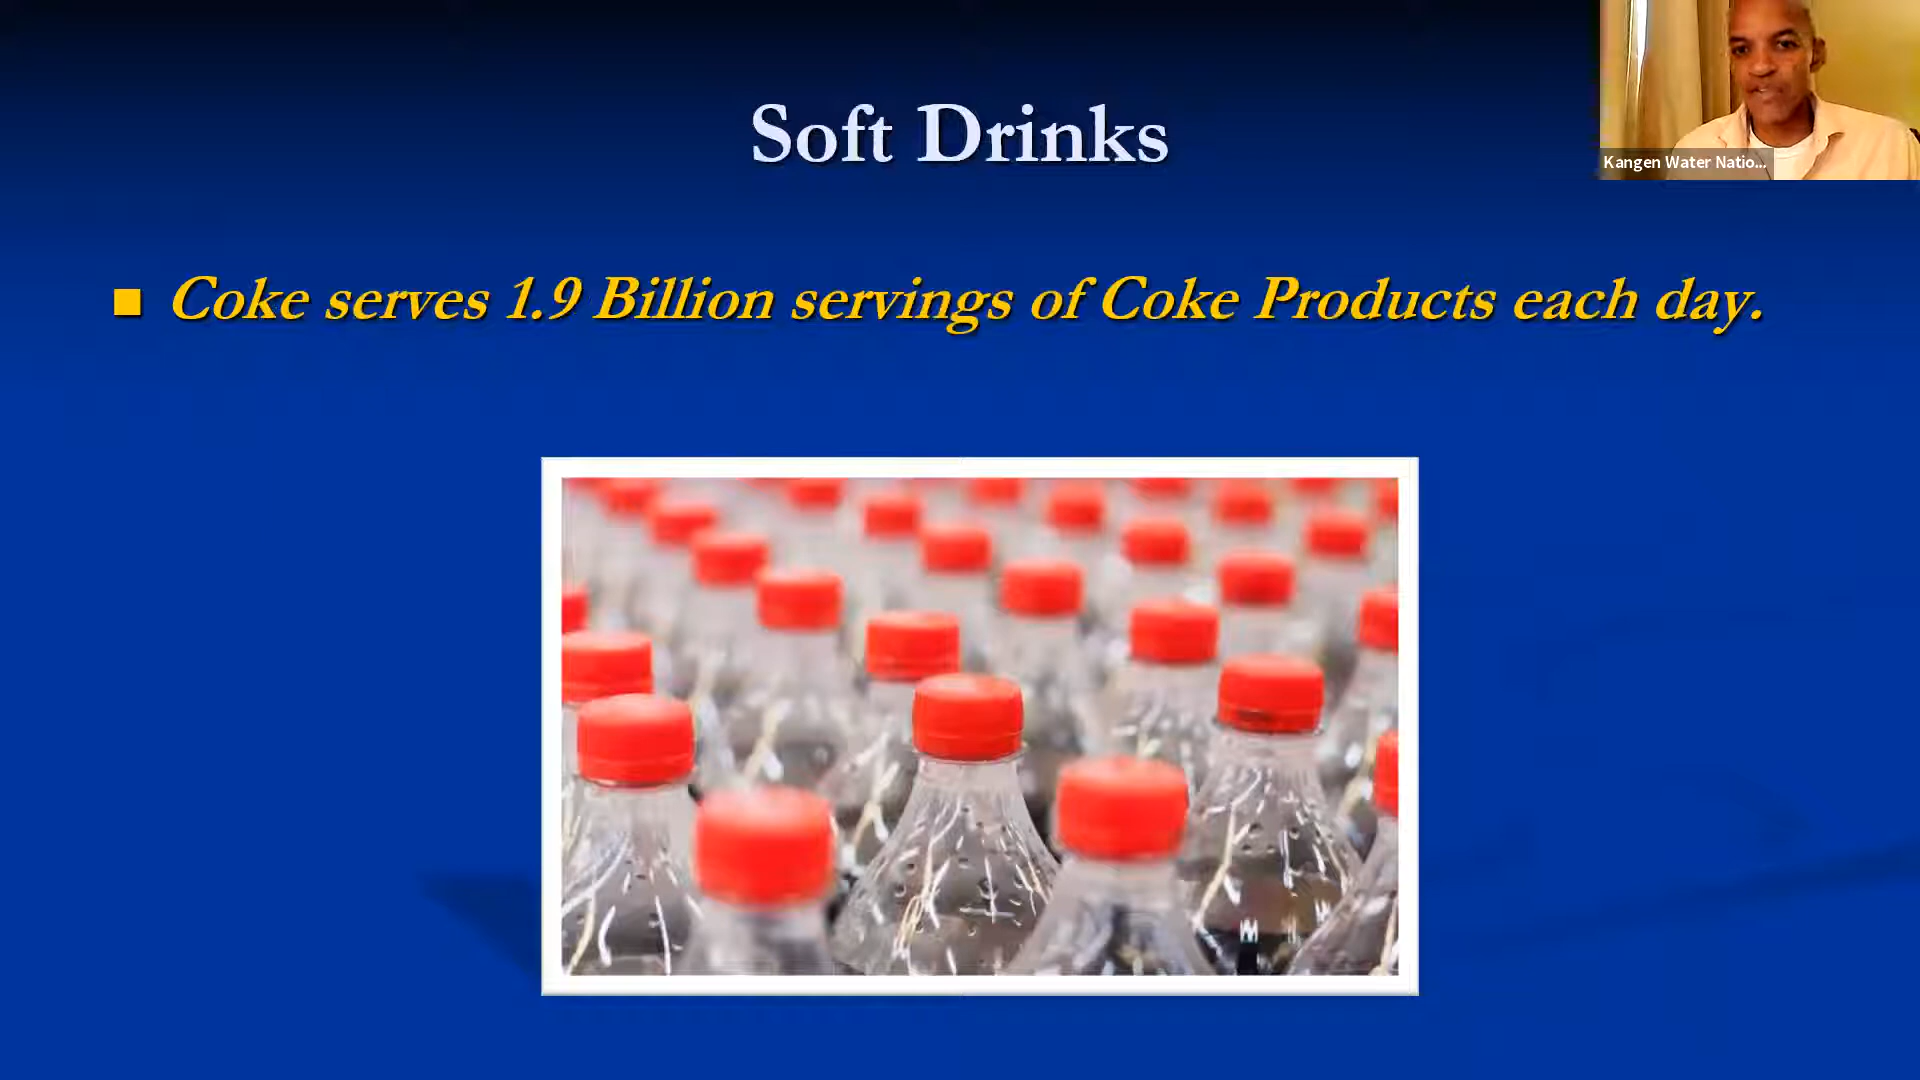 Soft Drinks
Kangen Water Natio...
Coke serves 1.9 Billion servings of Coke Products each day.